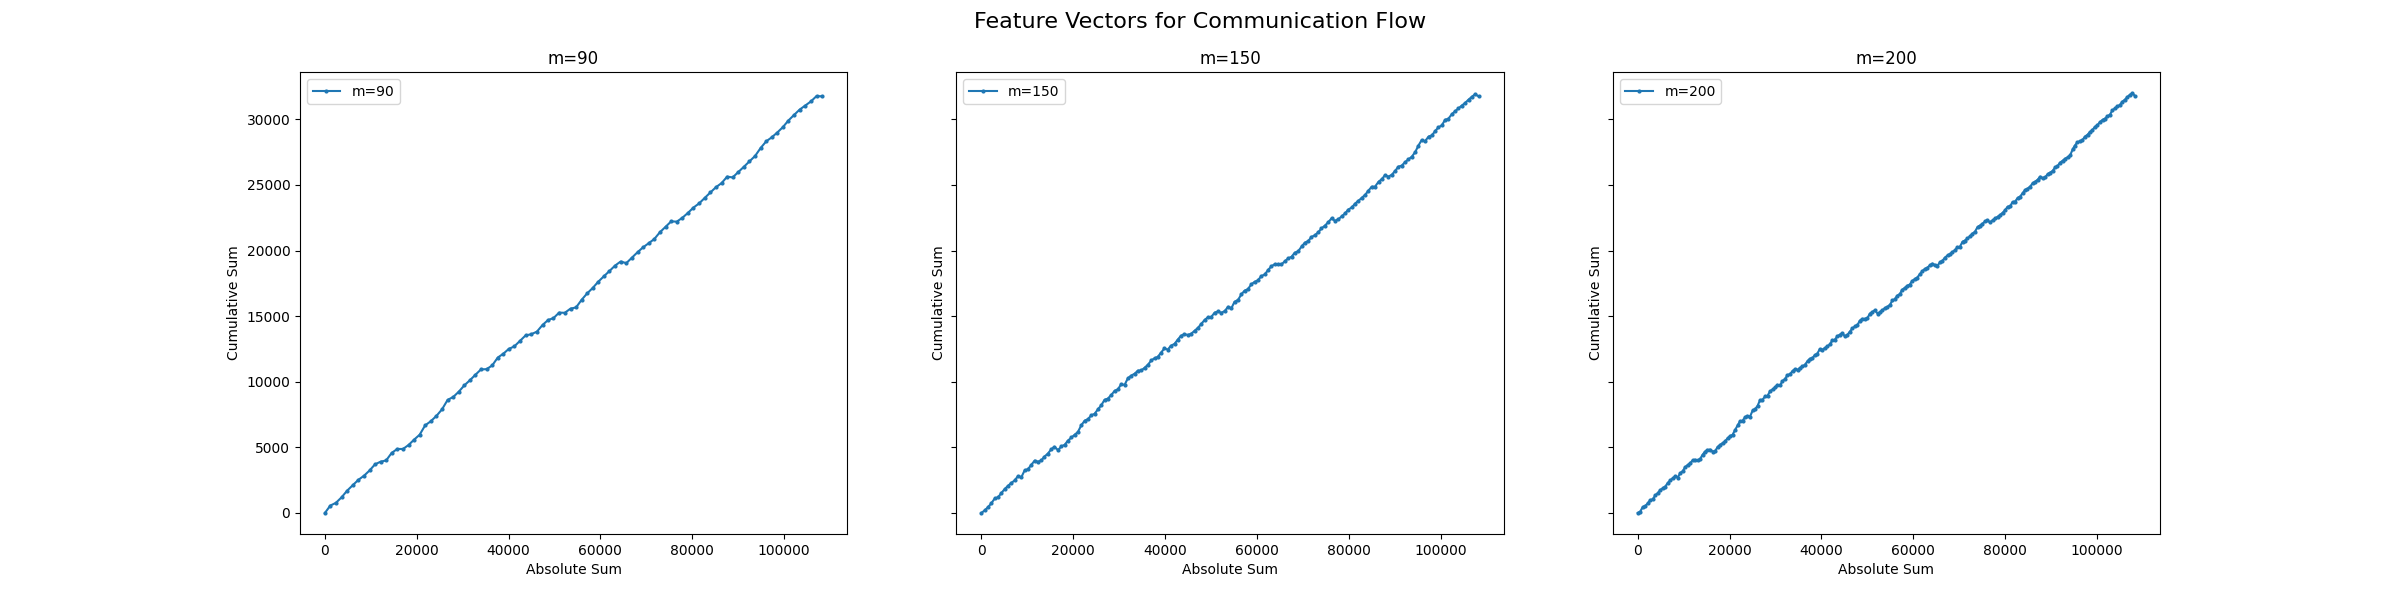 Feature Vectors for Communication Flow
m=90
m=90
30000
25000
20000
15000
10000
5000
0
Cumulative Sum
0 20000 40000 60000 80000 100000
Absolute Sum
m=150
m=150
Cumulative Sum
0 20000 40000 60000 80000 100000
Absolute Sum
m=200
m=200
Cumulative Sum
0 20000 40000 60000 80000 100000
Absolute Sum